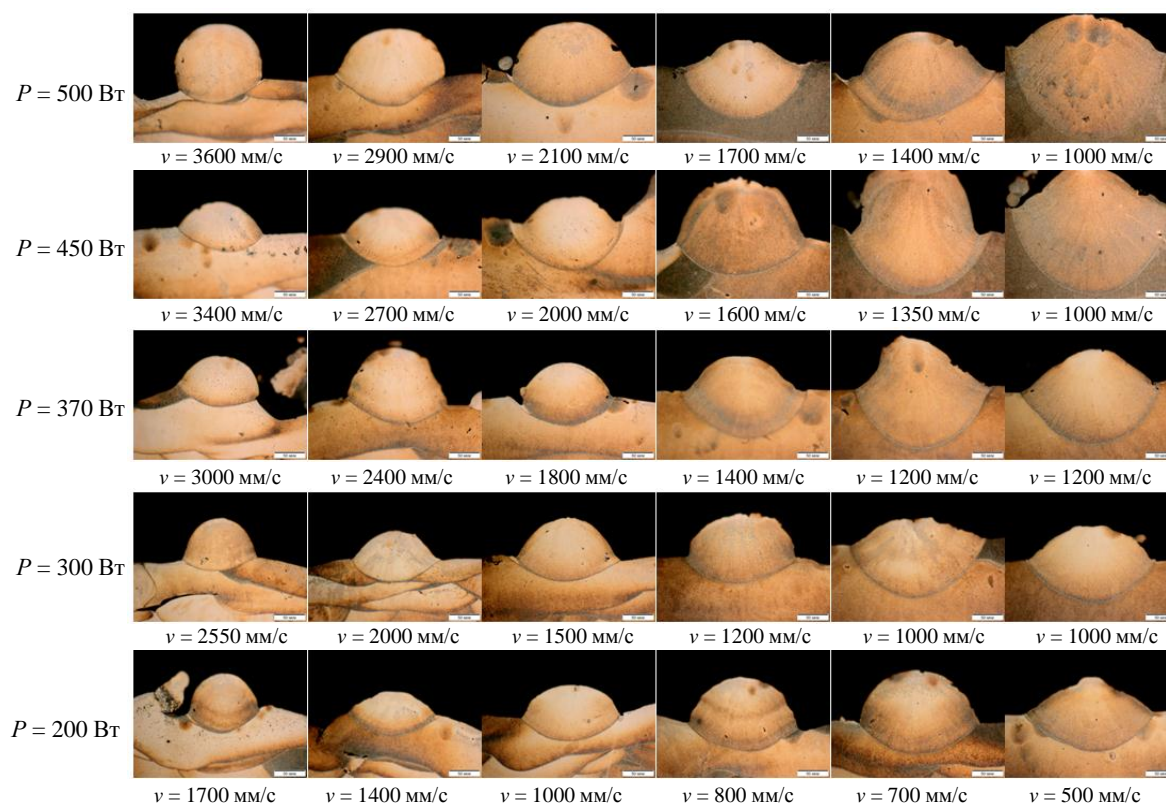 P = 500 Вт
v = 3600 мм/с v = 2900 мм/с v = 2100 мм/с v = 1700 мм/с v = 1400 мм/с v = 1000 мм/с
P = 450 Вт
v = 3400 мм/с v = 2700 мм/с v = 2000 мм/с v = 1600 мм/с v = 1350 мм/с v = 1000 мм/с
P = 370 Вт
v = 3000 мм/с v = 2400 мм/с v = 1800 мм/с v = 1400 мм/с v = 1200 мм/с v = 1200 мм/с
P = 300 Вт
v = 2550 мм/с v = 2000 мм/с v = 1500 мм/с v = 1200 мм/с v = 1000 мм/с v = 1000 мм/с
P = 200 Вт
v = 1700 мм/с v = 1400 мм/с v = 1000 мм/с v = 800 мм/с v = 700 мм/с v = 500 мм/с